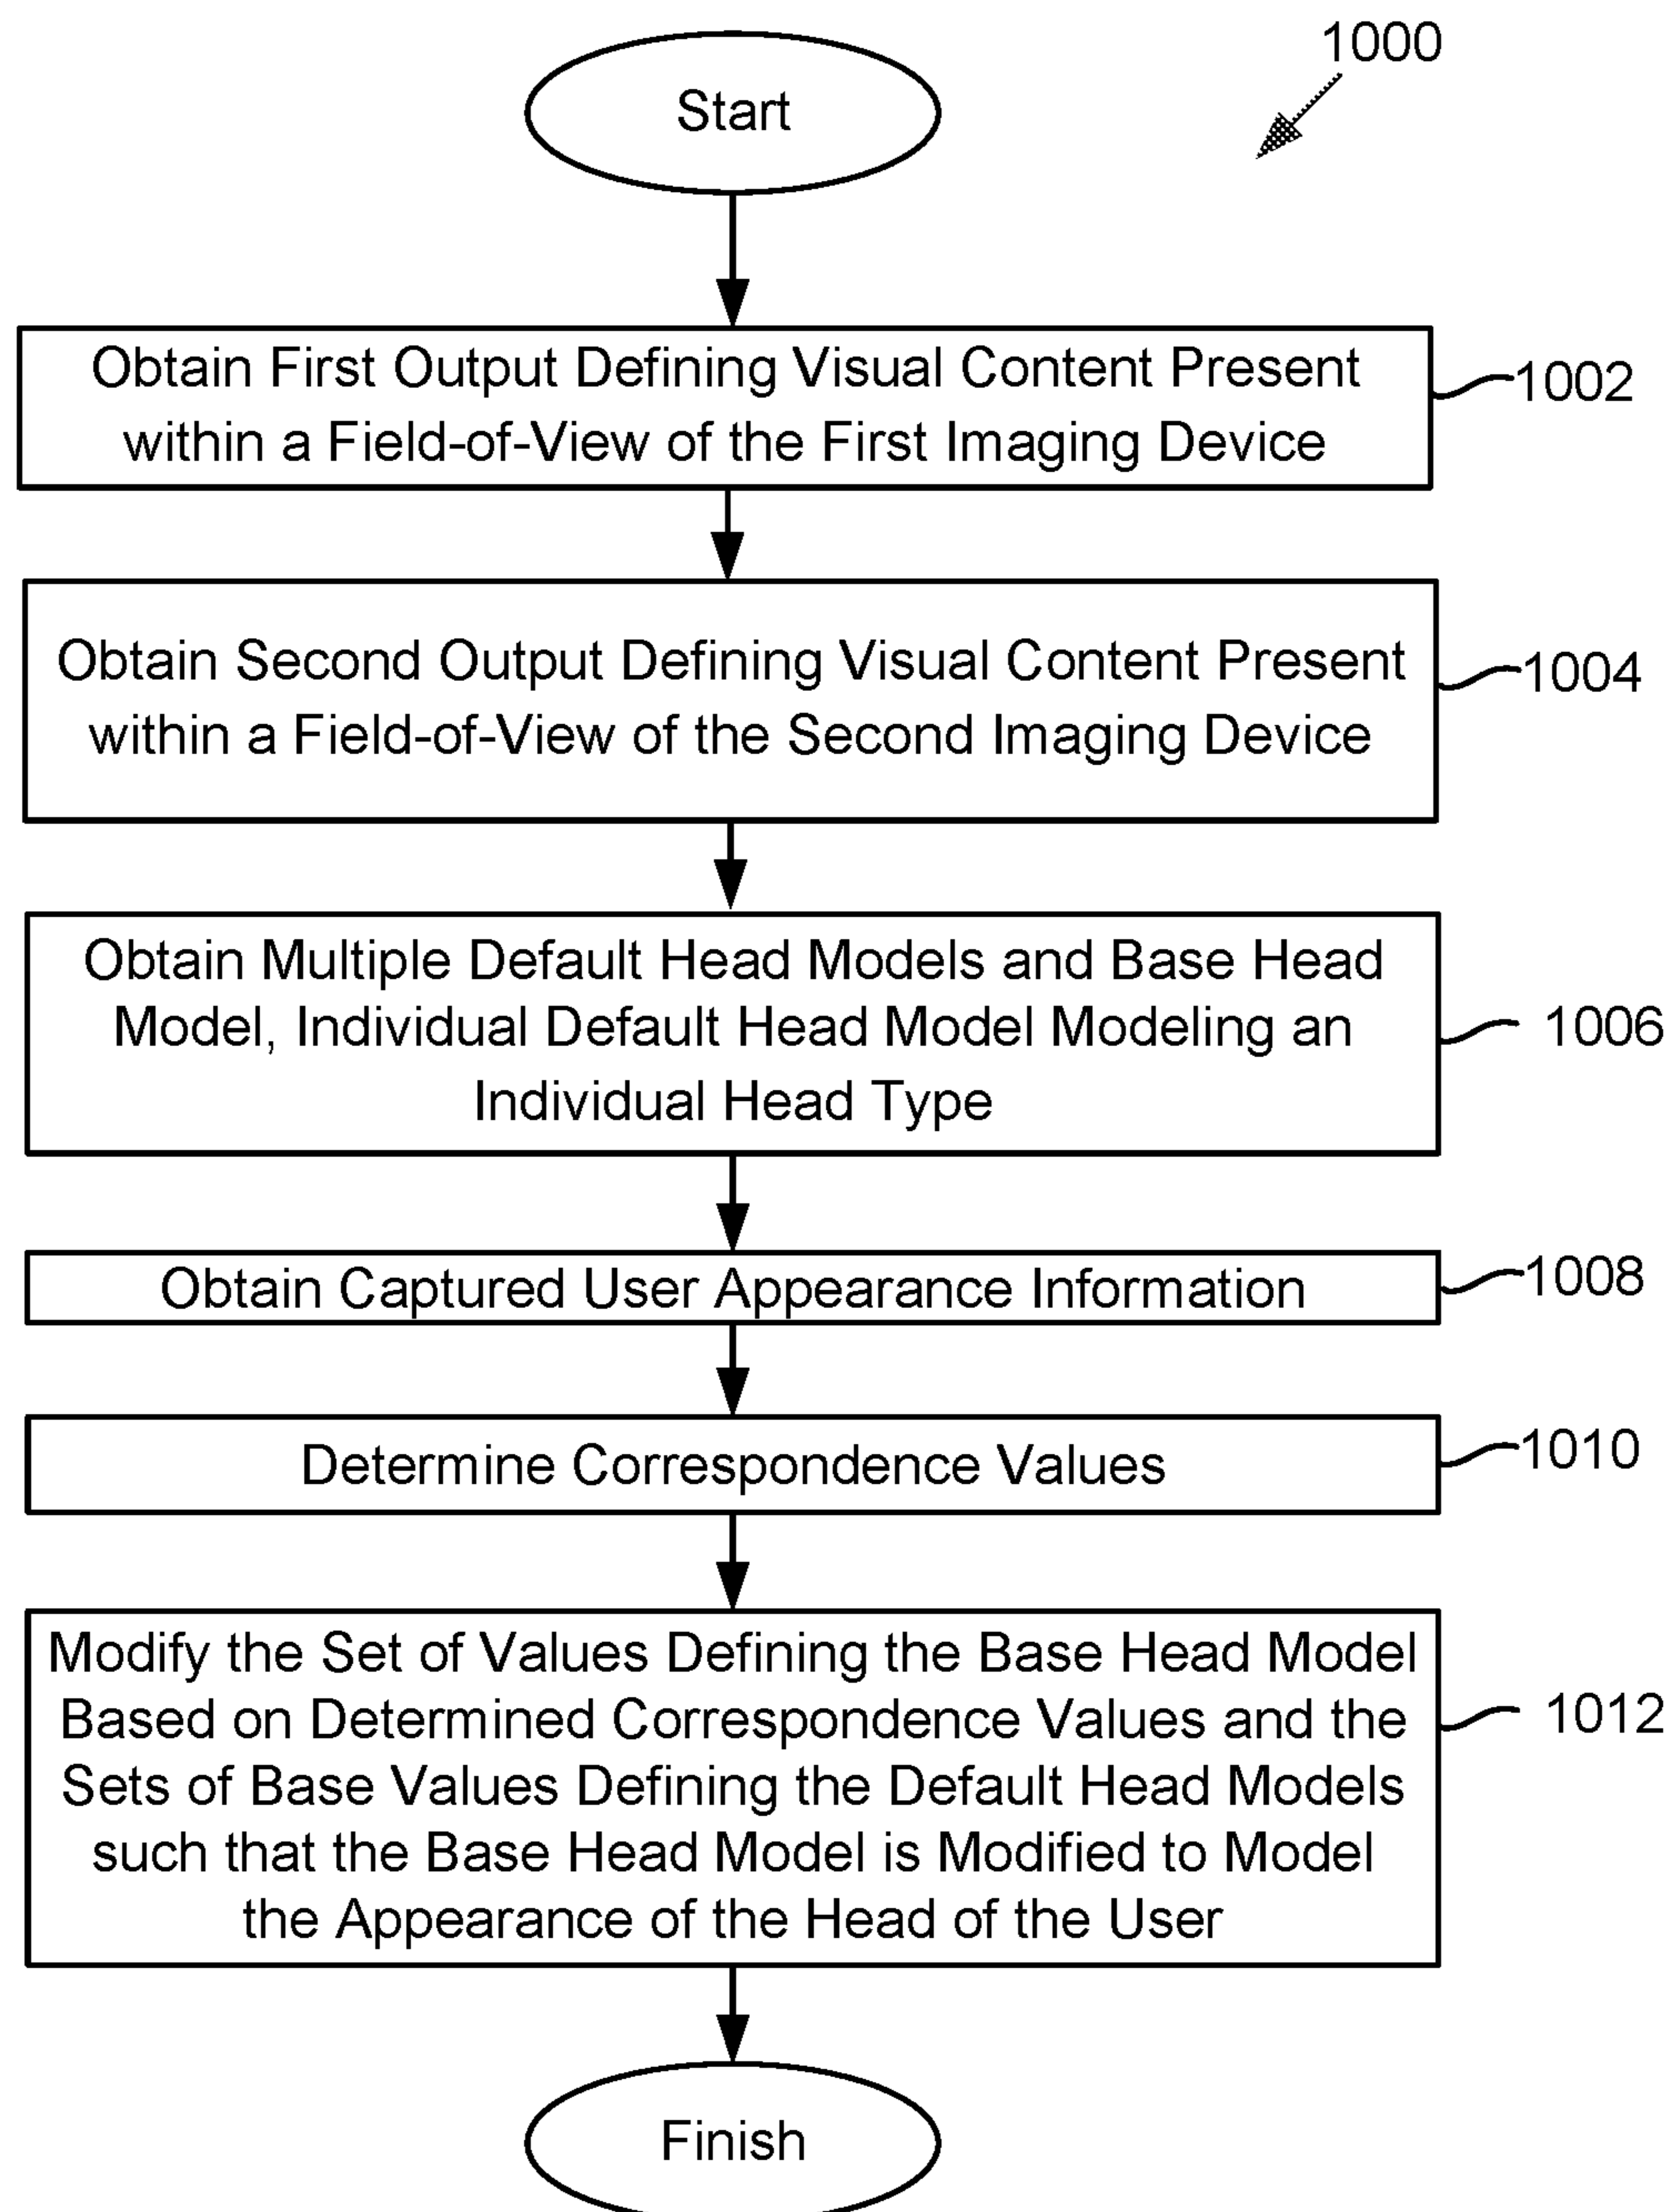 1000
Start
Obtain First Output Defining Visual Content Present
within a Field-of-View of the First Imaging Device
1002
Obtain Second Output Defining Visual Content Present
within a Field-of-View of the Second Imaging Device
1004
Obtain Multiple Default Head Models and Base Head
Model, Individual Default Head Model Modeling an
Individual Head Type
1006
Obtain Captured User Appearance Information
1008
Determine Correspondence Values
1010
Modify the Set of Values Defining the Base Head Model
Based on Determined Correspondence Values and the
Sets of Base Values Defining the Default Head Models
such that the Base Head Model is Modified to Model
the Appearance of the Head of the User
1012
Finish